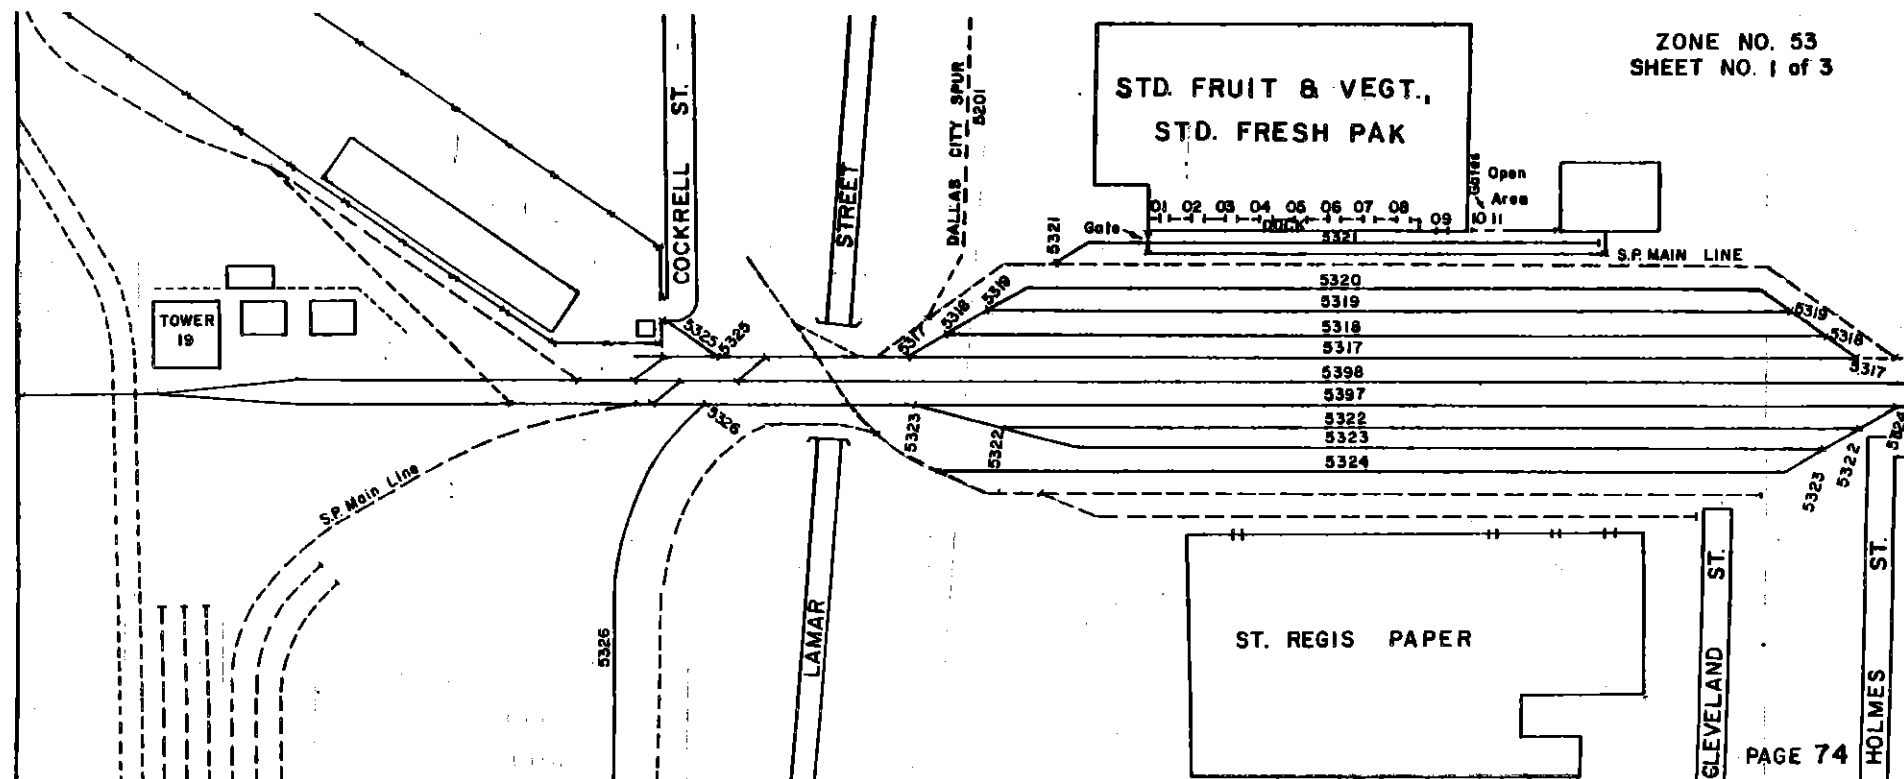 ZONE NO. 53
SHEET NO. 1 of 3
STD. FRUIT & VEGT.,
STD. FRESH PAK
COCKRELL ST.
STREET
DALLAS CITY SPUR
5201
Gates
Open
Area
01 02 03 04 05 06 07 08 09 10 11
DOCK
Gate
5321
5321
S.P. MAIN LINE
5320
5319
5319
5319
5318
5318
5318
5317
5317
5317
5398
5397
5322
5323
5324
5325
5325
5326
5323
5322
5324
5322
5323
TOWER
19
S.P. Main Line
5326
LAMAR
ST. REGIS PAPER
CLEVELAND ST.
HOLMES ST.
PAGE 74